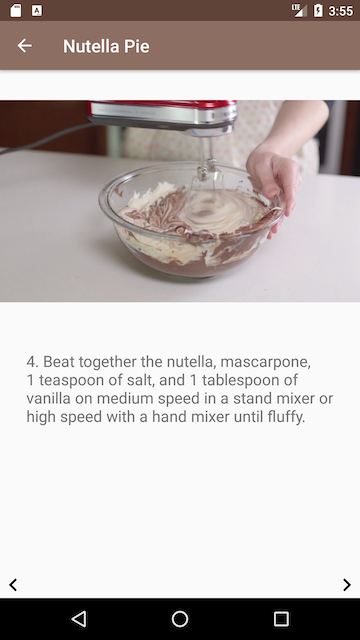 A
LTE
3:55
Nutella Pie
4. Beat together the nutella, mascarpone,
1 teaspoon of salt, and 1 tablespoon of
vanilla on medium speed in a stand mixer or
high speed with a hand mixer until fluffy.